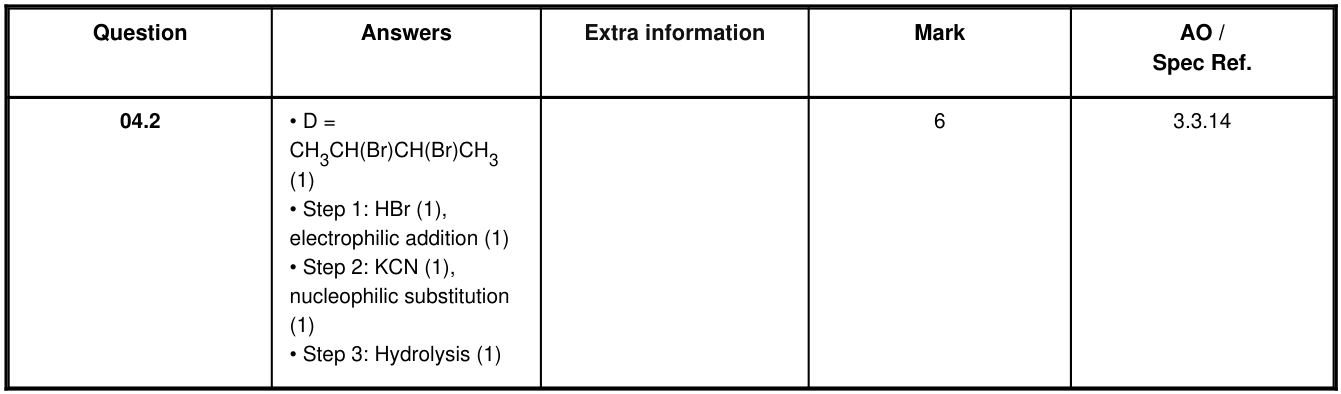 Question Answers Extra information Mark AO /
Spec Ref.
04.2 • D = 6 3.3.14
CH₃CH(Br)CH(Br)CH₃
(1)
• Step 1: HBr (1),
electrophilic addition (1)
• Step 2: KCN (1),
nucleophilic substitution
(1)
• Step 3: Hydrolysis (1)